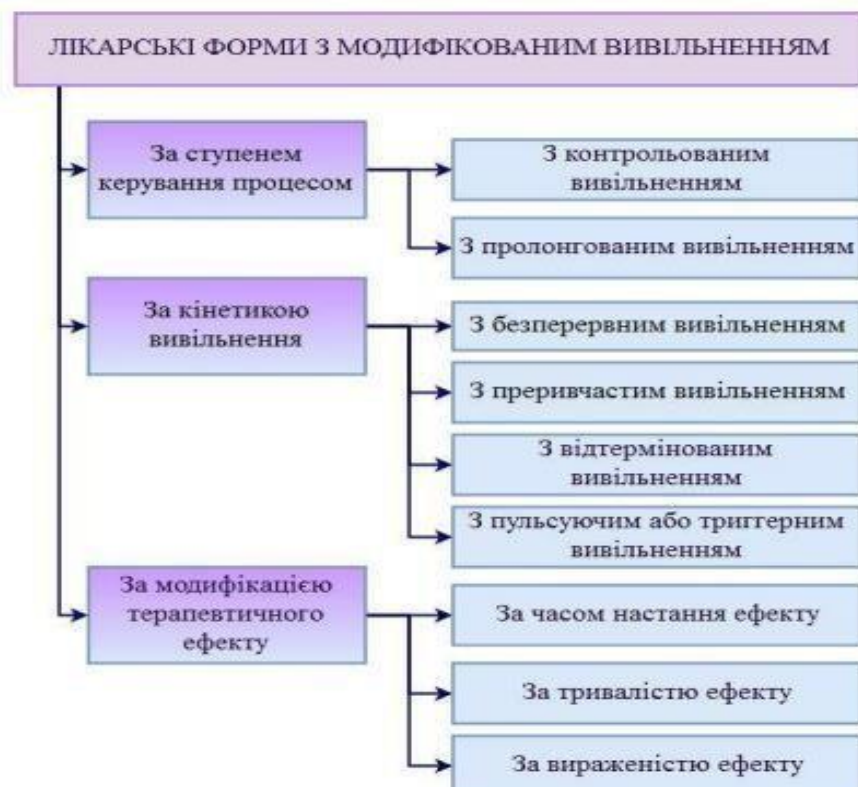 ЛІКАРСЬКІ ФОРМИ З МОДИФІКОВАНИМ ВИВІЛЬНЕННЯМ
За ступенем
керування процесом
З контрольованим
вивільненням
З пролонгованим вивільненням
За кінетикою
вивільнення
З безперервним вивільненням
З преривчастим вивільненням
З відтермінованим
вивільненням
З пульсуючим або триггерним
вивільненням
За модифікацією
терапевтичного
ефекту
За часом настання ефекту
За тривалістю ефекту
За вираженістю ефекту